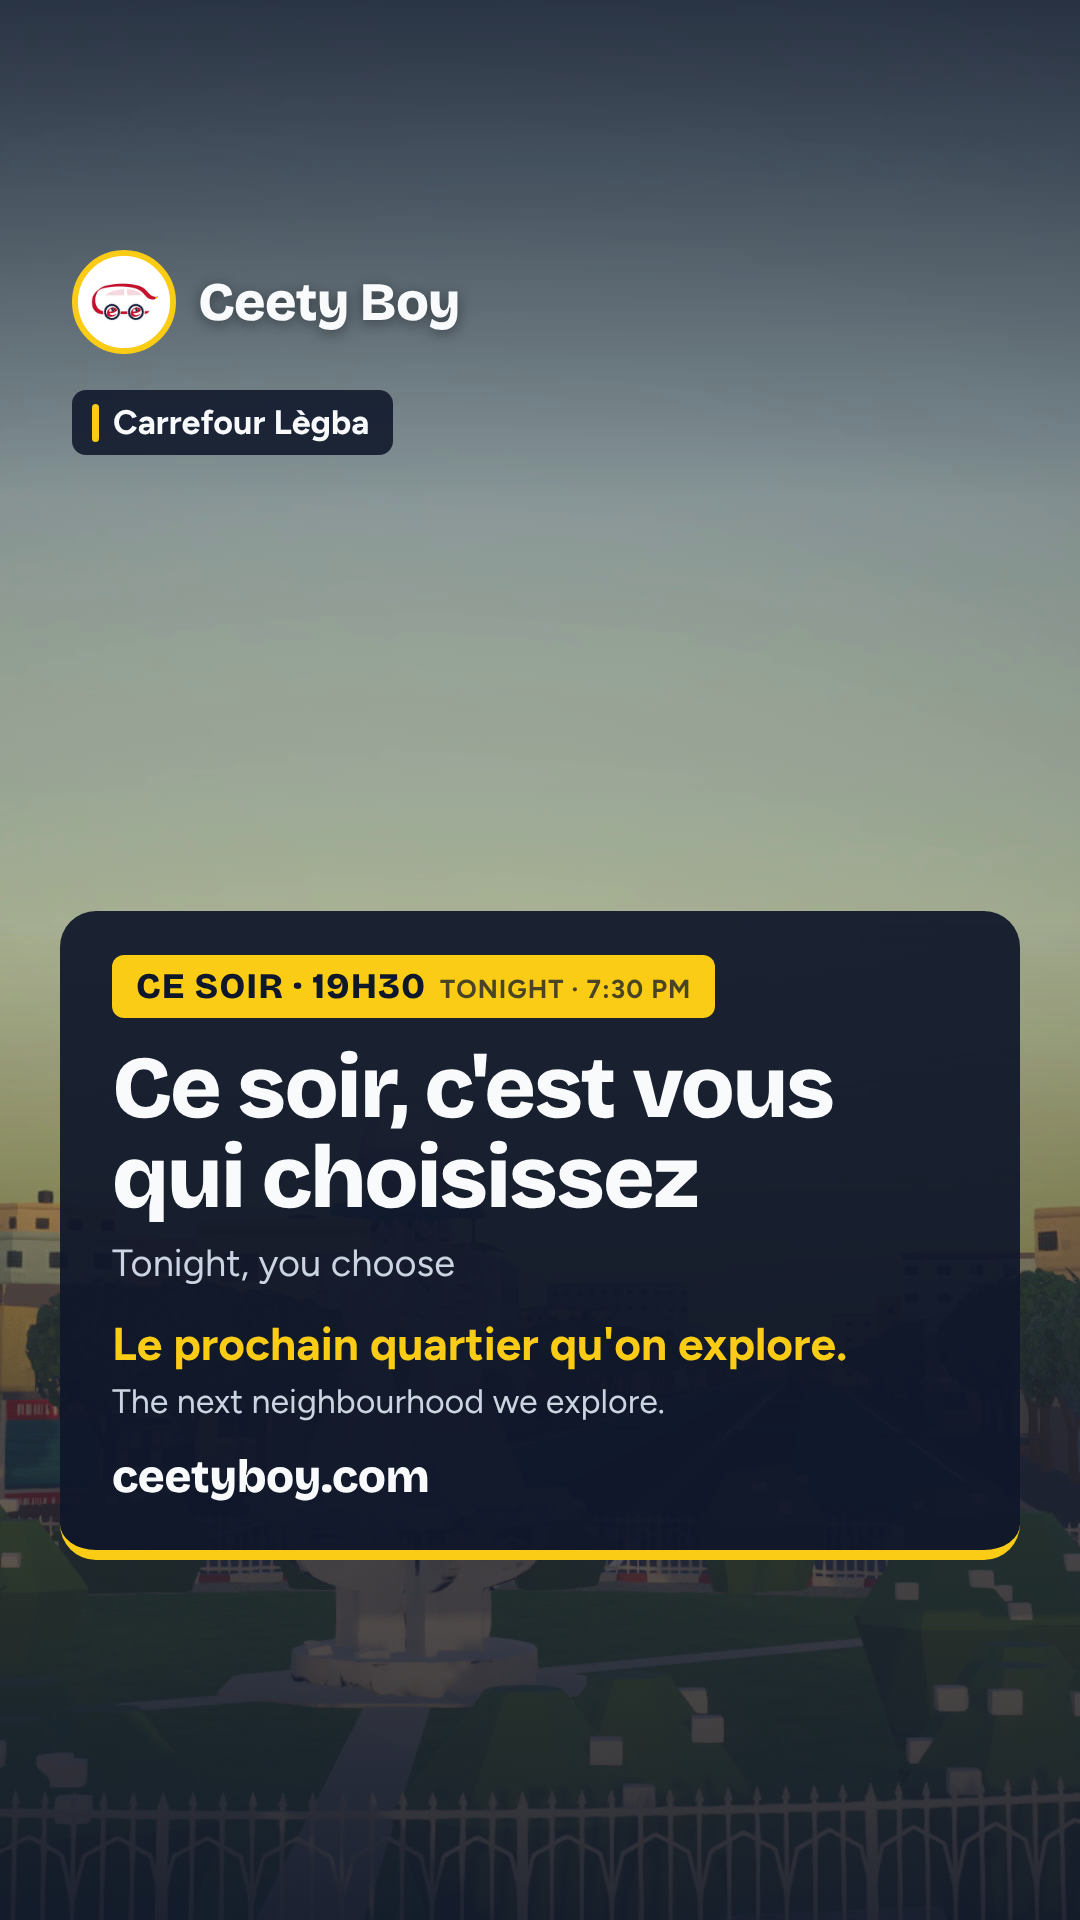 Ceety Boy
Carrefour Lègba
CE SOIR · 19H30 TONIGHT · 7:30 PM
Ce soir, c'est vous
qui choisissez
Tonight, you choose
Le prochain quartier qu'on explore.
The next neighbourhood we explore.
ceetyboy.com